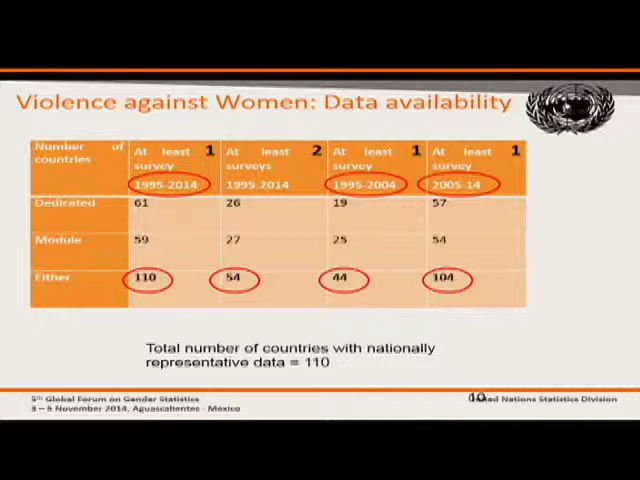 Violence against Women: Data availability
Number of countries
At least 1 survey 1995-2014
At least 2 surveys 1995-2014
At least 1 survey 1995-2004
At least 1 survey 2005-14
Dedicated 61 26 19 57
Module 59 27 25 54
Either 110 54 44 104
Total number of countries with nationally
representative data = 110
5th Global Forum on Gender Statistics
3 – 5 November 2014, Aguascalientes - Mexico
10
United Nations Statistics Division